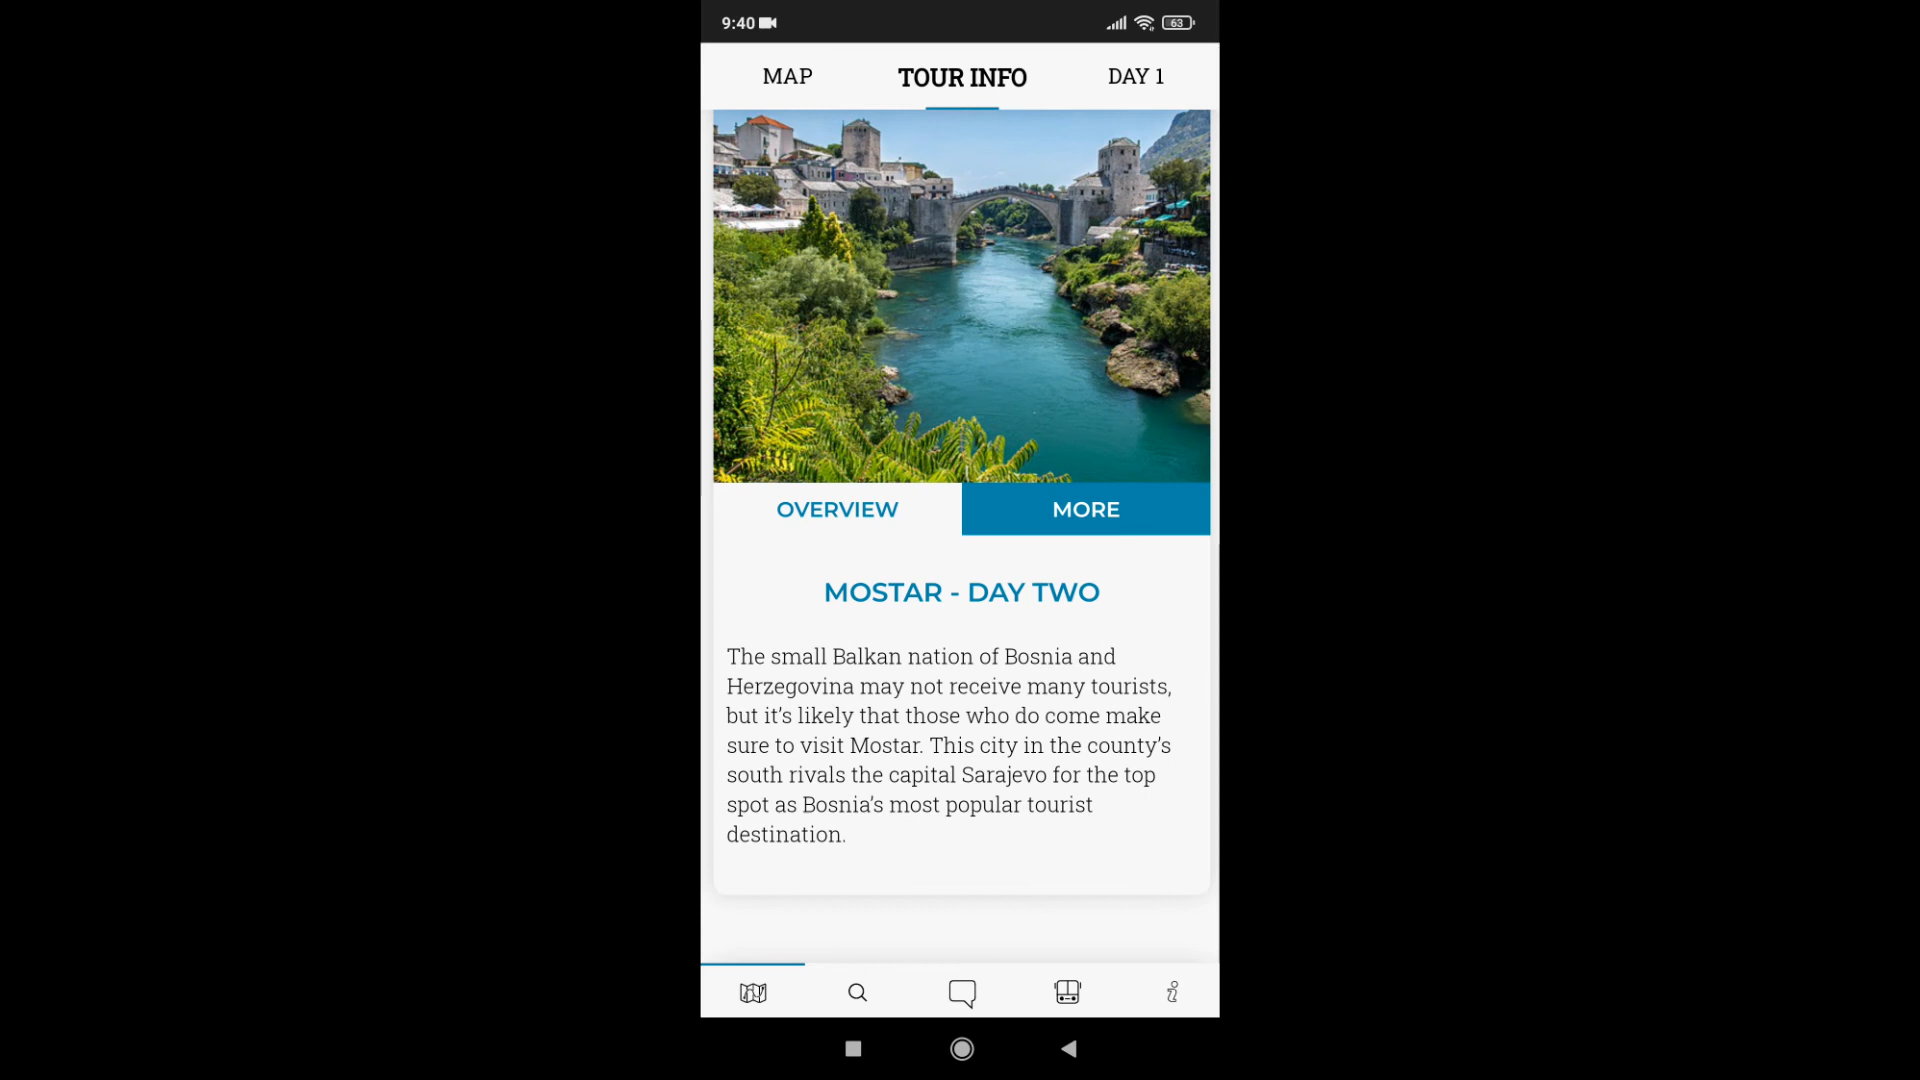 9:40
63
MAP
TOUR INFO
DAY 1
OVERVIEW
MORE
MOSTAR - DAY TWO
The small Balkan nation of Bosnia and
Herzegovina may not receive many tourists,
but it’s likely that those who do come make
sure to visit Mostar. This city in the county’s
south rivals the capital Sarajevo for the top
spot as Bosnia’s most popular tourist
destination.